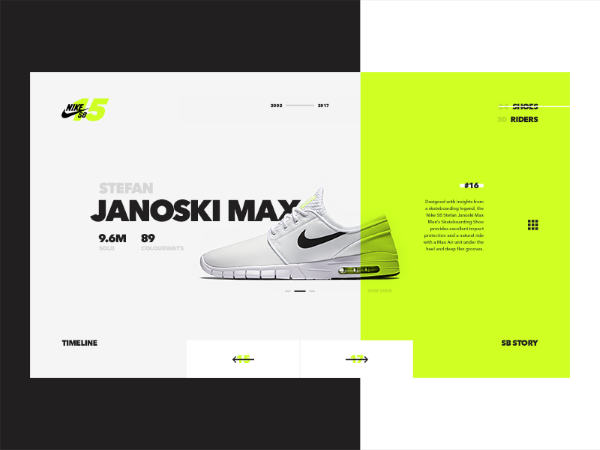 NIKE
SB
15
2002
2017
SHOES
30 RIDERS
STEFAN
JANOSKI MAX
9.6M
89
SOLD
COLOURWAYS
#16
Designed with insights from
a skateboarding legend, the
Nike SB Stefan Janoski Max
Men's Skateboarding Shoe
provides excellent impact
protection and a natural ride
with a Max Air unit under the
heel and deep flex grooves.
TIMELINE
15
17
SB STORY